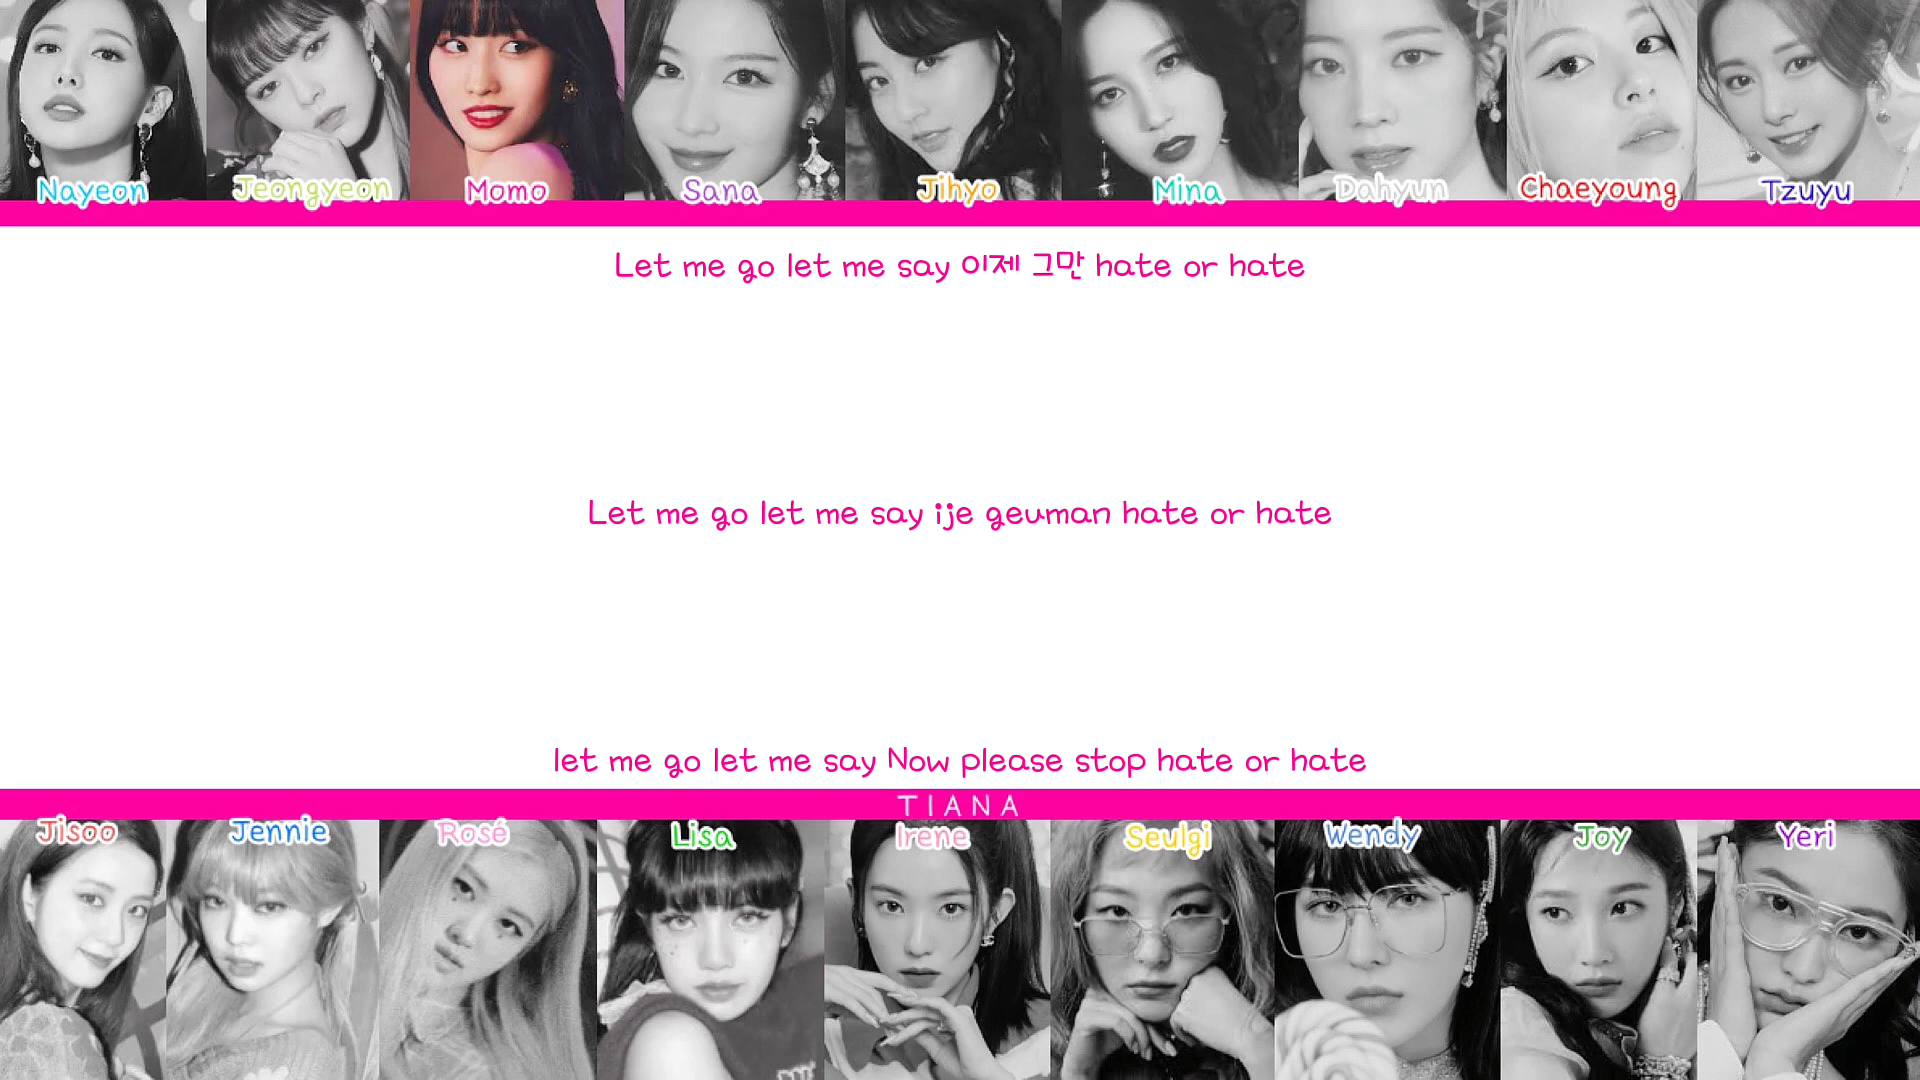 Nayeon Jeongyeon Momo Sana Jihyo Mina Dahyun Chaeyoung Tzuyu
Let me go let me say 이제 그만 hate or hate
Let me go let me say ije geuman hate or hate
let me go let me say Now please stop hate or hate
TIANA
Jisoo Jennie Rosé Lisa Irene Seulgi Wendy Joy Yeri